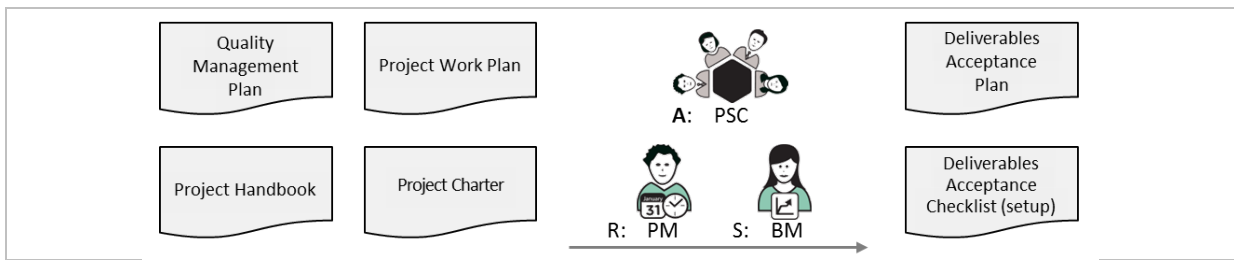 Quality
Management
Plan
Project Work Plan
Deliverables
Acceptance
Plan
A: PSC
Project Handbook
Project Charter
January
31
Deliverables
Acceptance
Checklist (setup)
R: PM
S: BM